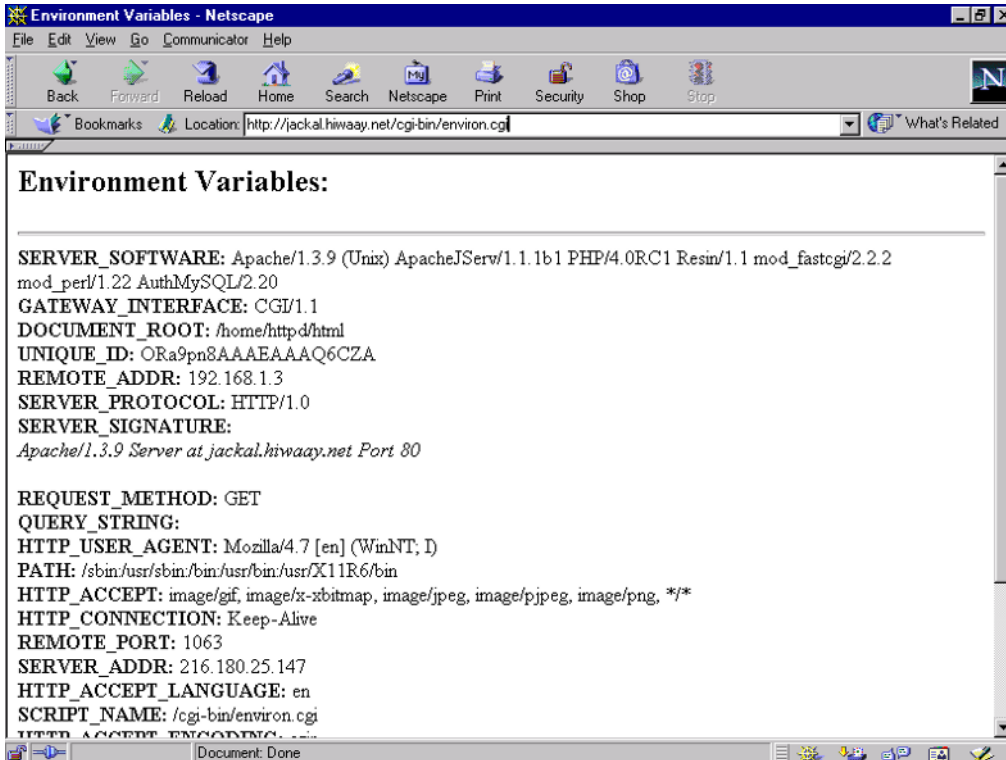 Environment Variables - Netscape
File Edit View Go Communicator Help
Back Forward Reload Home Search Netscape Print Security Shop Stop
Bookmarks Location: http://jackal.hiwaay.net/cgi-bin/environ.cgi What's Related
Environment Variables:
SERVER_SOFTWARE: Apache/1.3.9 (Unix) ApacheJServ/1.1.1b1 PHP/4.0RC1 Resin/1.1 mod_fastcgi/2.2.2
mod_perl/1.22 AuthMySQL/2.20
GATEWAY_INTERFACE: CGI/1.1
DOCUMENT_ROOT: /home/httpd/html
UNIQUE_ID: ORa9pn8AAAEAAAQ6CZA
REMOTE_ADDR: 192.168.1.3
SERVER_PROTOCOL: HTTP/1.0
SERVER_SIGNATURE:
Apache/1.3.9 Server at jackal.hiwaay.net Port 80
REQUEST_METHOD: GET
QUERY_STRING:
HTTP_USER_AGENT: Mozilla/4.7 [en] (WinNT; I)
PATH: /sbin:/usr/sbin:/bin:/usr/bin:/usr/X11R6/bin
HTTP_ACCEPT: image/gif, image/x-xbitmap, image/jpeg, image/pjpeg, image/png, */*
HTTP_CONNECTION: Keep-Alive
REMOTE_PORT: 1063
SERVER_ADDR: 216.180.25.147
HTTP_ACCEPT_LANGUAGE: en
SCRIPT_NAME: /cgi-bin/environ.cgi
HTTP_ACCEPT_ENCODING: gzip
Document: Done